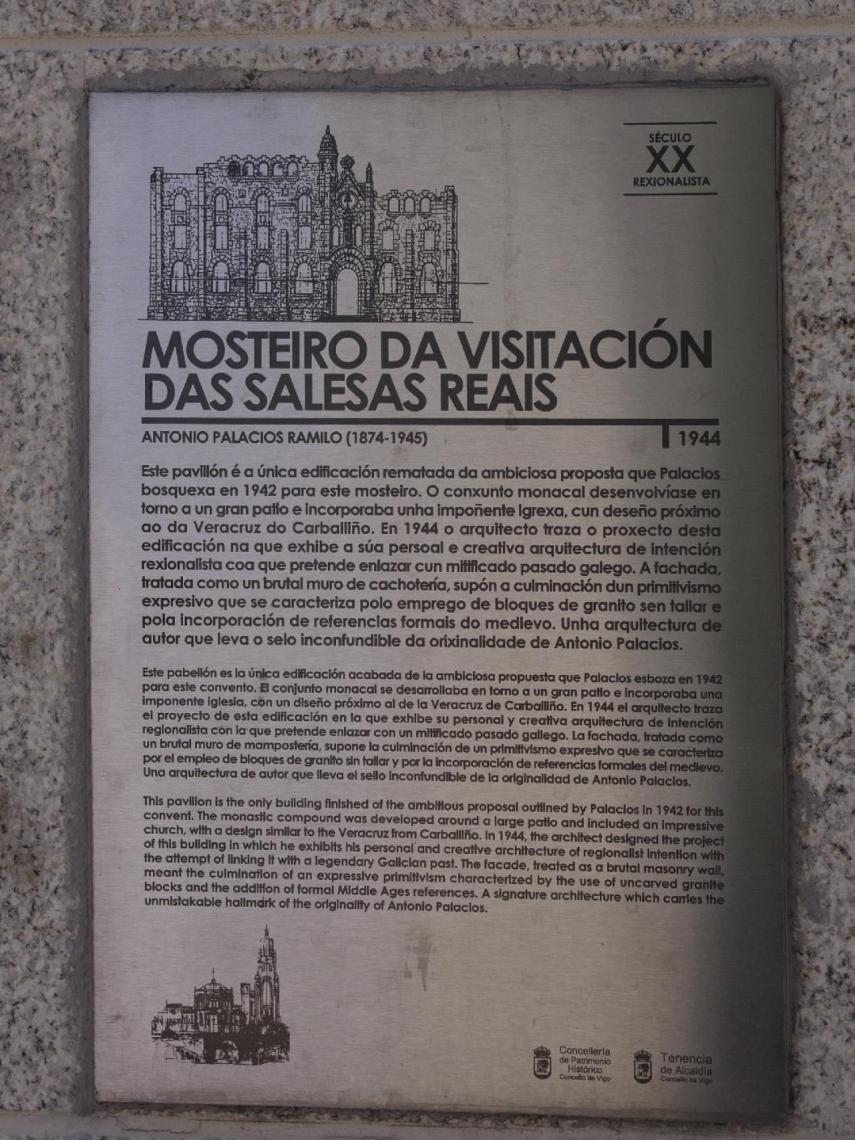 SÉCULO
XX
REXIONALISTA
MOSTEIRO DA VISITACIÓN
DAS SALESAS REAIS
ANTONIO PALACIOS RAMILO (1874-1945)
1944
Este pavillón é a única edificación rematada da ambiciosa proposta que Palacios
bosquexa en 1942 para este mosteiro. O conxunto monacal desenvolvíase en
torno a un gran patio e incorporaba unha impoñente igrexa, cun deseño próximo
ao da Veracruz do Carballiño. En 1944 o arquitecto traza o proxecto desta
edificación na que exhibe a súa persoal e creativa arquitectura de intención
rexionalista coa que pretende enlazar cun mitificado pasado galego. A fachada,
tratada como un brutal muro de cachotería, supón a culminación dun primitivismo
expresivo que se caracteriza polo emprego de bloques de granito sen tallar e
pola incorporación de referencias formais do medievo. Unha arquitectura de
autor que leva o selo inconfundible da orixinalidade de Antonio Palacios.
Este pabellón es la única edificación acabada de la ambiciosa propuesta que Palacios esboza en 1942
para este convento. El conjunto monacal se desarrollaba en torno a un gran patio e incorporaba una
imponente iglesia, con un diseño próximo al de la Veracruz de Carballiño. En 1944 el arquitecto traza
el proyecto de esta edificación en la que exhibe su personal y creativa arquitectura de intención
regionalista con la que pretende enlazar con un mitificado pasado gallego. La fachada, tratada como
un brutal muro de mampostería, supone la culminación de un primitivismo expresivo que se caracteriza
por el empleo de bloques de granito sin tallar y por la incorporación de referencias formales del medievo.
Una arquitectura de autor que lleva el sello inconfundible de la originalidad de Antonio Palacios.
This pavilion is the only building finished of the ambitious proposal outlined by Palacios in 1942 for this
convent. The monastic compound was developed around a large patio and included an impressive
church, with a design similar to the Veracruz from Carballiño. In 1944, the architect designed the project
of this building in which he exhibits his personal and creative architecture of regionalist intention with
the attempt of linking it with a legendary Galician past. The facade, treated as a brutal masonry wall,
meant the culmination of an expressive primitivism characterized by the use of uncarved granite
blocks and the addition of formal Middle Ages references. A signature architecture which carries the
unmistakable hallmark of the originality of Antonio Palacios.
Concellería
de Patrimonio
Histórico
Concello de Vigo
Tenencia
de Alcaldía
Concello de Vigo